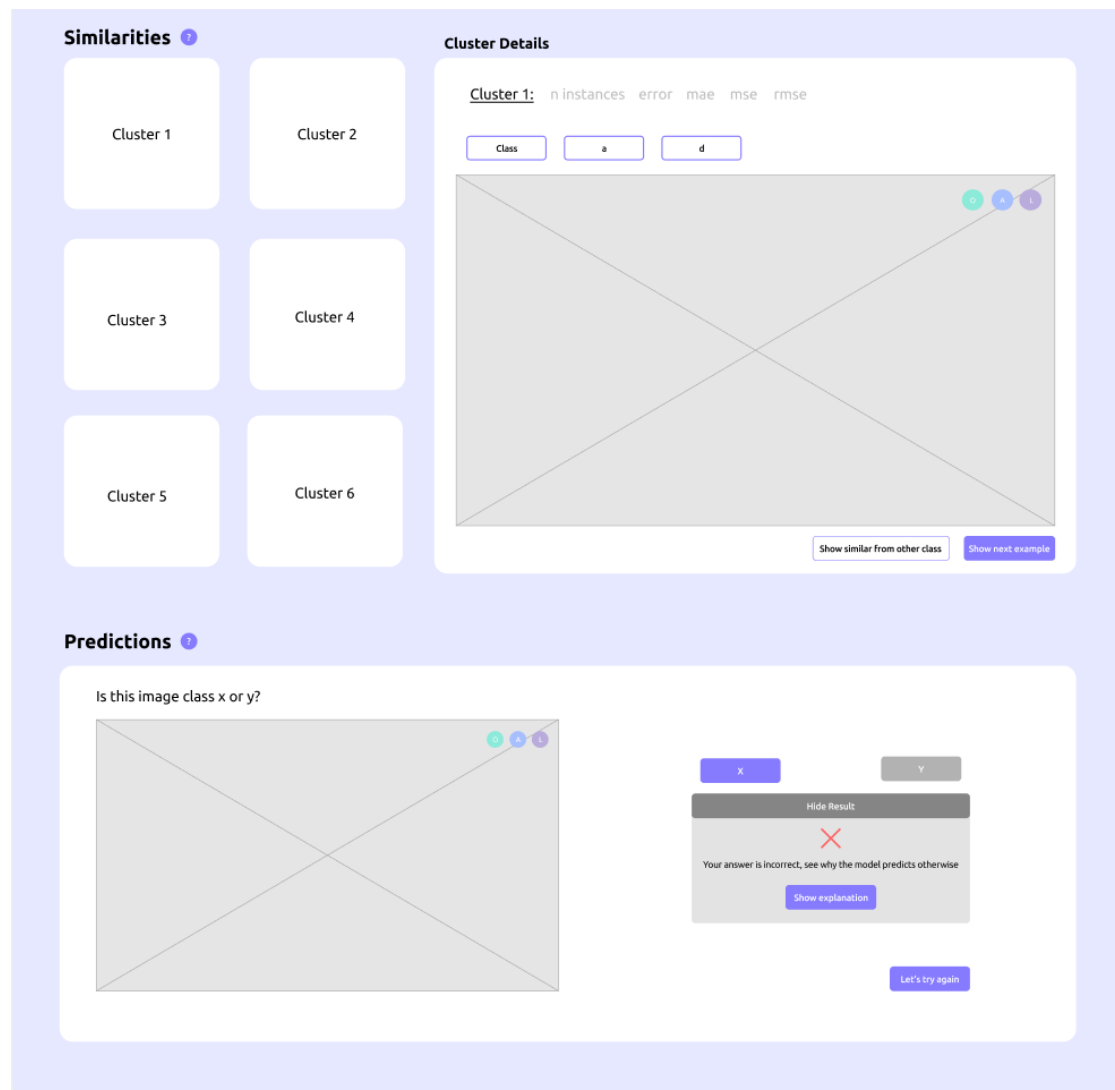 Similarities ?
Cluster Details
Cluster 1
Cluster 2
Cluster 3
Cluster 4
Cluster 5
Cluster 6
Cluster 1: n instances error mae mse rmse
Class a d
O A L
Show similar from other class Show next example
Predictions ?
Is this image class x or y?
O A L
X Y
Hide Result
Your answer is incorrect, see why the model predicts otherwise
Show explanation
Let's try again